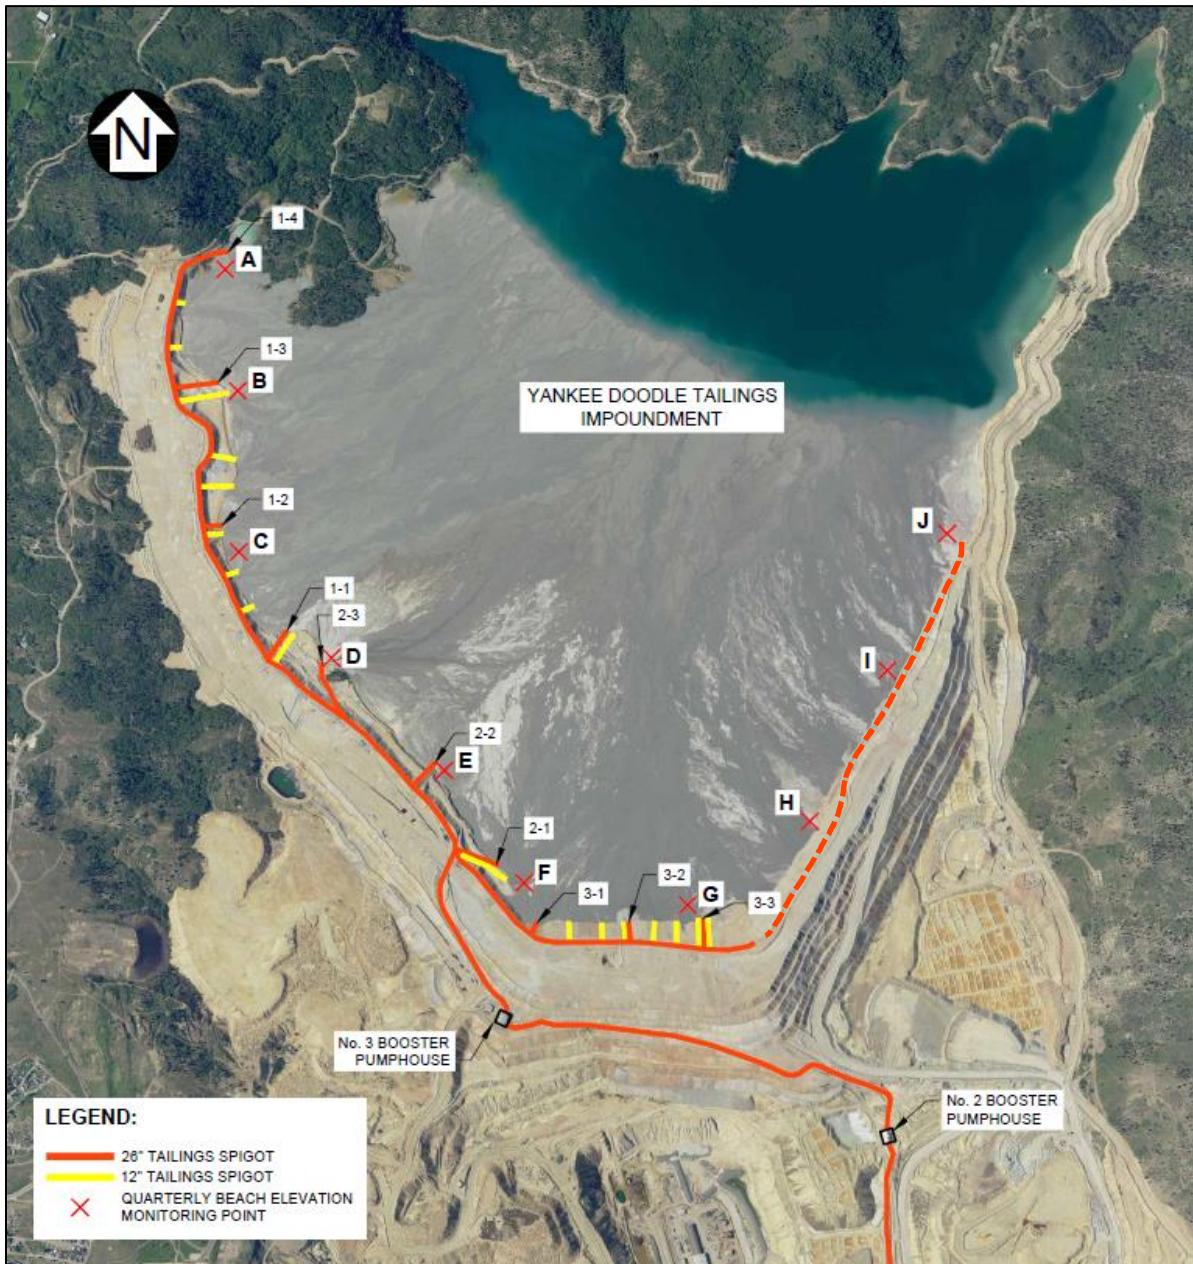 N
1-4
A
1-3
B
YANKEE DOODLE TAILINGS
IMPOUNDMENT
1-2
C
J
1-1
2-3
D
I
2-2
E
H
2-1
F
3-1
3-2
G
3-3
No. 3 BOOSTER
PUMPHOUSE
No. 2 BOOSTER
PUMPHOUSE
LEGEND:
26" TAILINGS SPIGOT
12" TAILINGS SPIGOT
QUARTERLY BEACH ELEVATION
MONITORING POINT